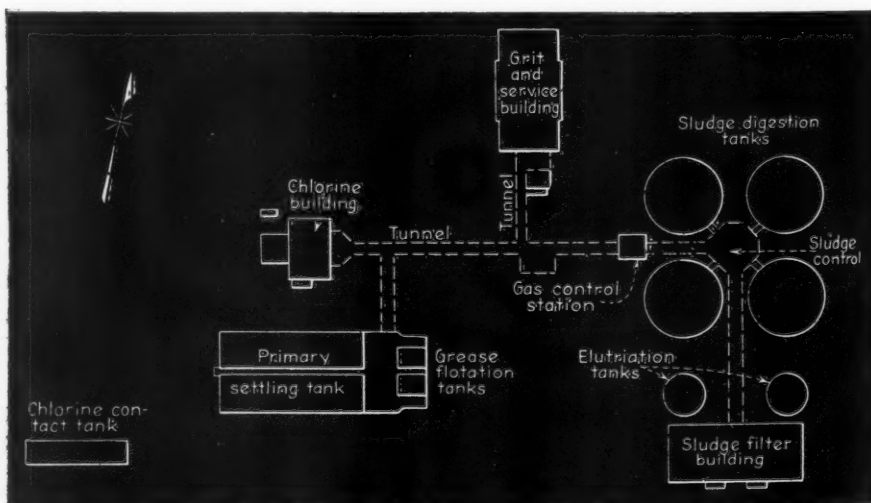 Grit
and
service
building
Sludge digestion
tanks
Chlorine
building
Tunnel
Tunnel
Sludge
control
Gas control
station
Primary
settling tank
Grease
flotation
tanks
Elutriation
tanks
Chlorine con-
tact tank
Sludge filter
building